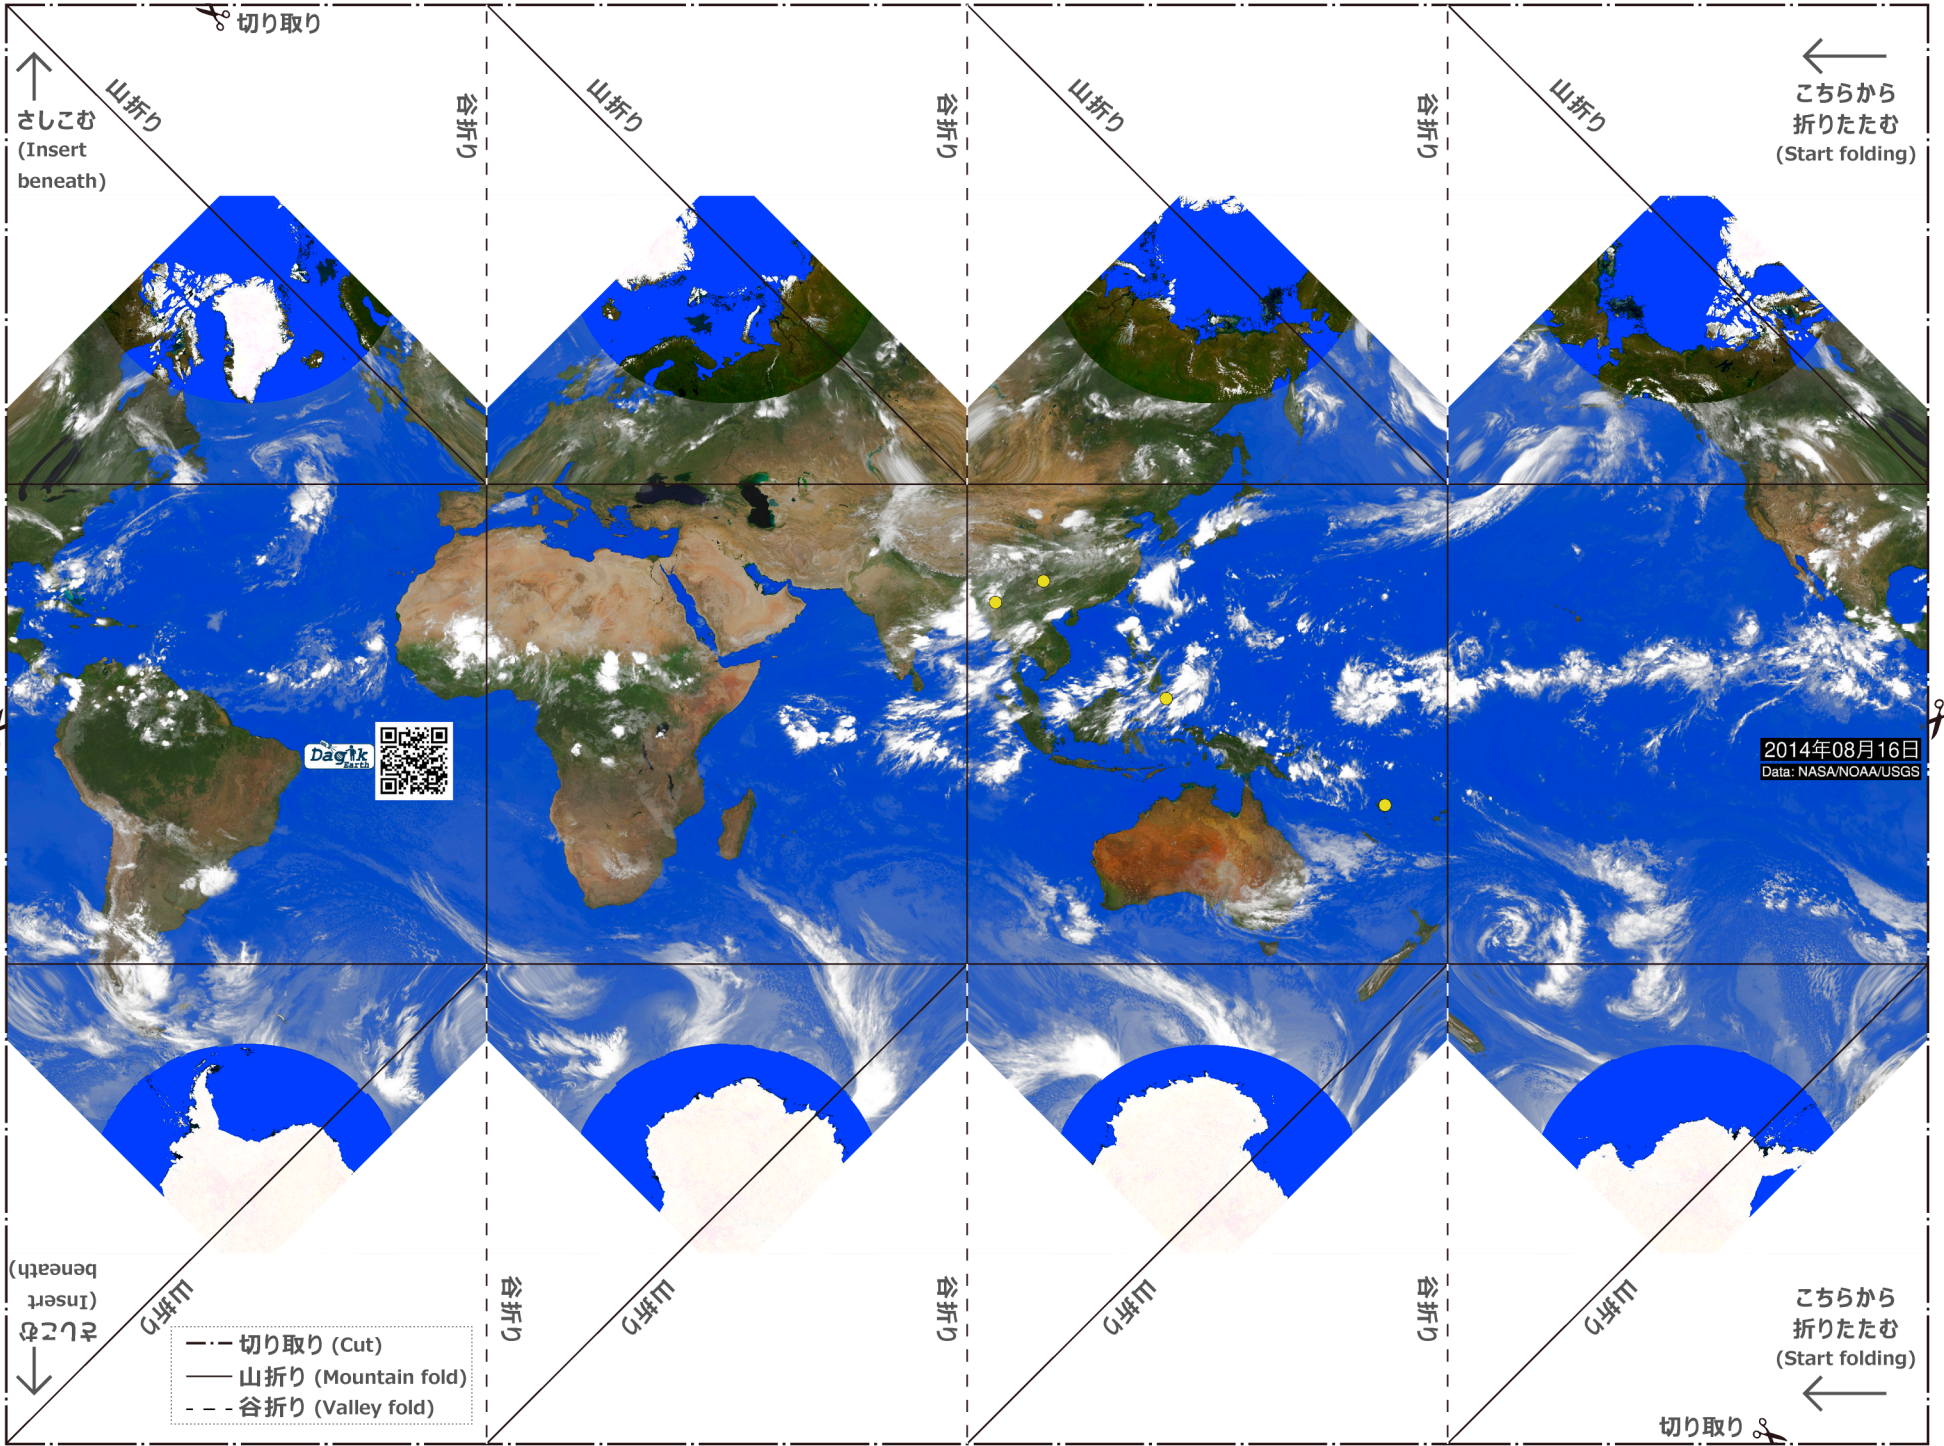 切り取り
山折り
谷折り
山折り
谷折り
山折り
谷折り
山折り
さしこむ
(Insert
beneath)
こちらから
折りたたむ
(Start folding)
Dagik
Earth
2014年08月16日
Data: NASA/NOAA/USGS
さしこむ
(Insert
beneath)
山折り
谷折り
山折り
谷折り
山折り
谷折り
山折り
こちらから
折りたたむ
(Start folding)
切り取り (Cut)
山折り (Mountain fold)
谷折り (Valley fold)
切り取り